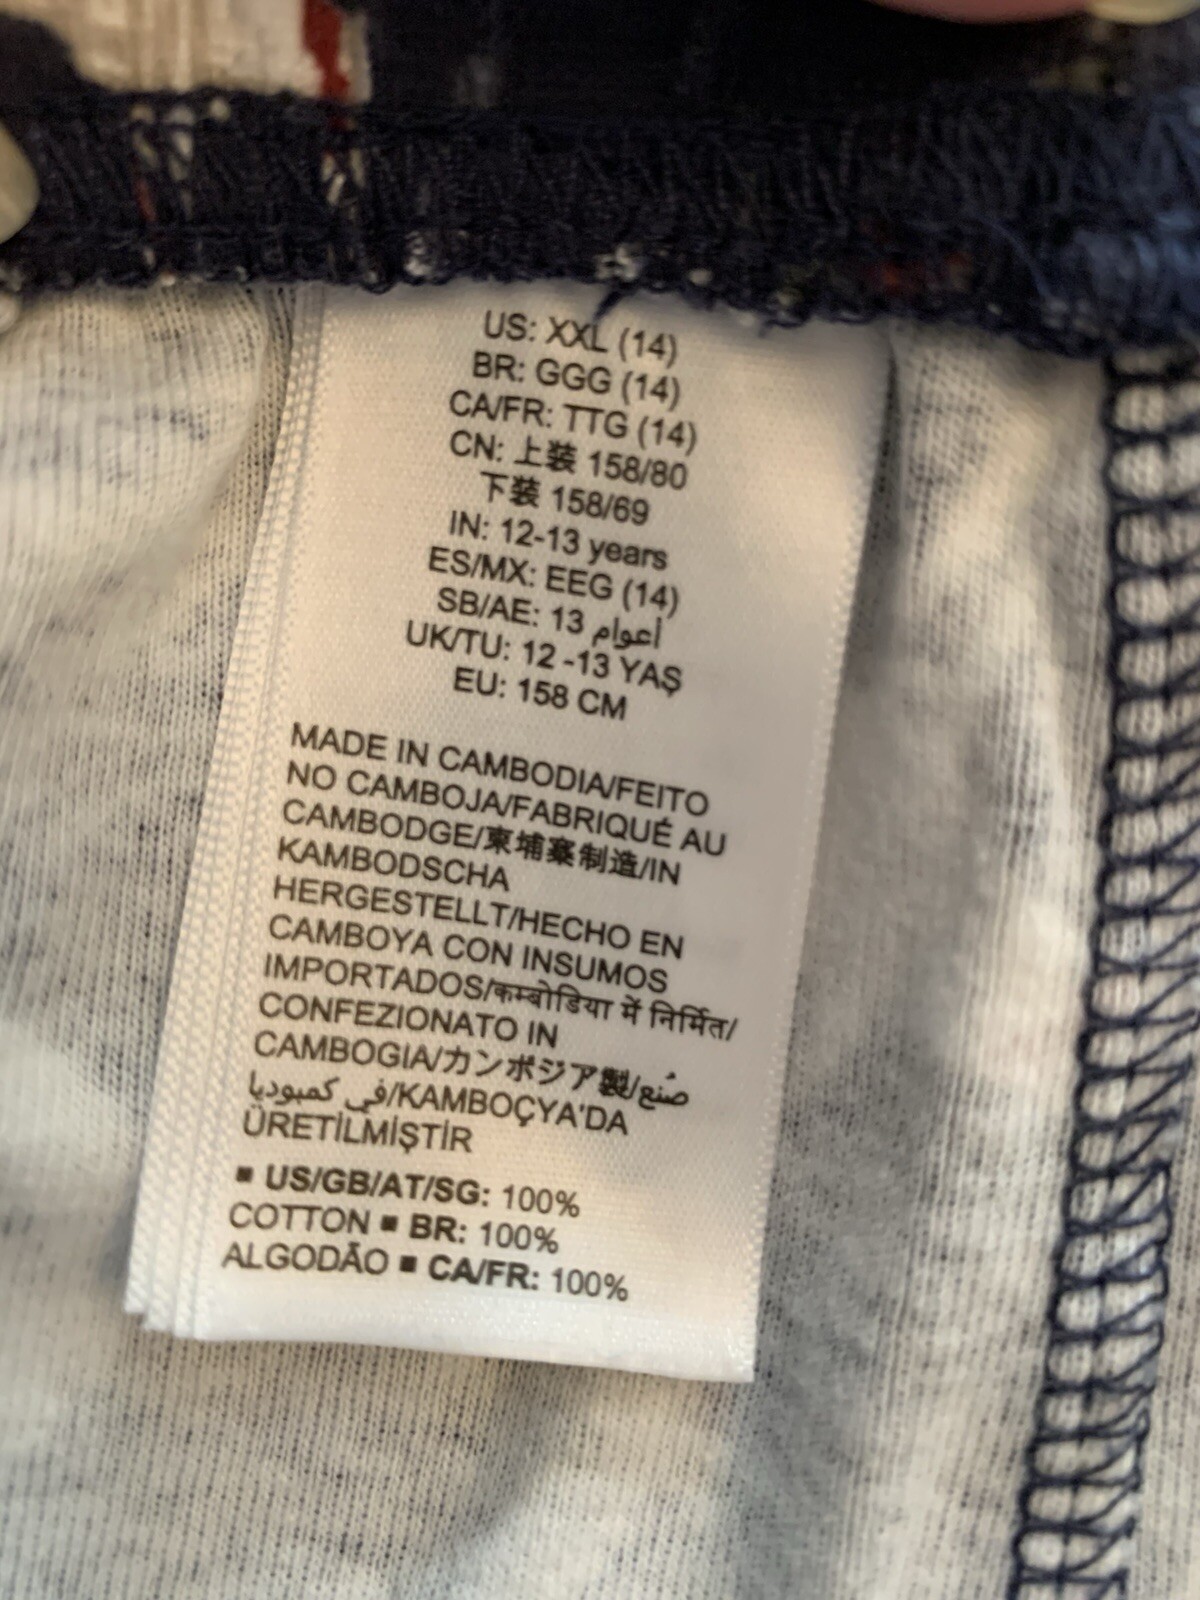 US: XXL (14)
BR: GGG (14)
CA/FR: TTG (14)
CN: 上装 158/80
下装 158/69
IN: 12-13 years
ES/MX: EEG (14)
SB/AE: 13 أعوام
UK/TU: 12 -13 YAŞ
EU: 158 CM
MADE IN CAMBODIA/FEITO
NO CAMBOJA/FABRIQUÉ AU
CAMBODGE/柬埔寨制造/IN
KAMBODSCHA
HERGESTELLT/HECHO EN
CAMBOYA CON INSUMOS
IMPORTADOS/कम्बोडिया में निर्मित/
CONFEZIONATO IN
CAMBOGIA/カンボジア製/صُنع
في كمبوديا/KAMBOÇYA'DA
ÜRETİLMİŞTİR
■ US/GB/AT/SG: 100%
COTTON ■ BR: 100%
ALGODÃO ■ CA/FR: 100%